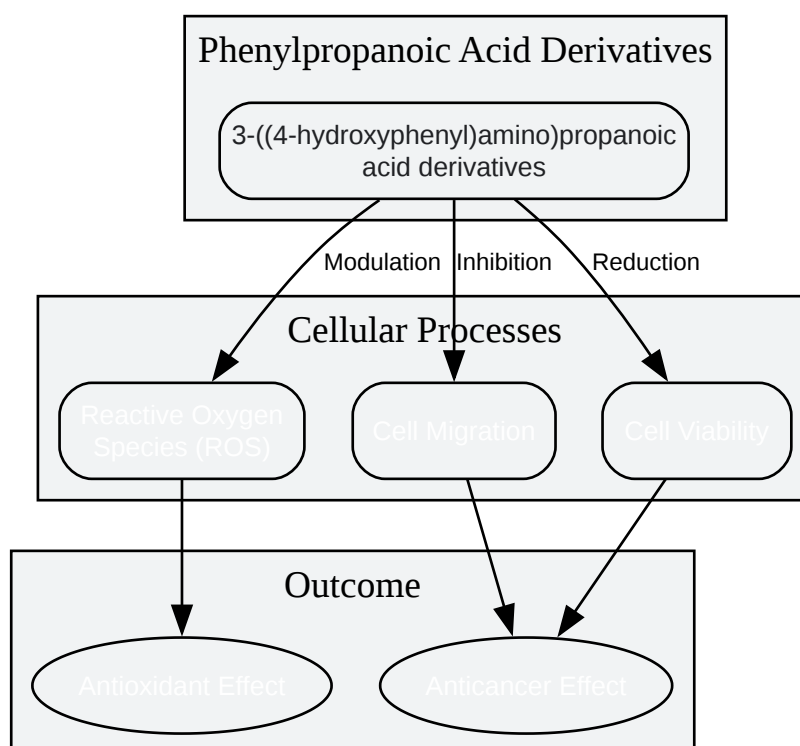 Phenylpropanoic Acid Derivatives
3-((4-hydroxyphenyl)amino)propanoic
acid derivatives
Modulation
Inhibition
Reduction
Cellular Processes
Reactive Oxygen
Species (ROS)
Cell Migration
Cell Viability
Outcome
Antioxidant Effect
Anticancer Effect